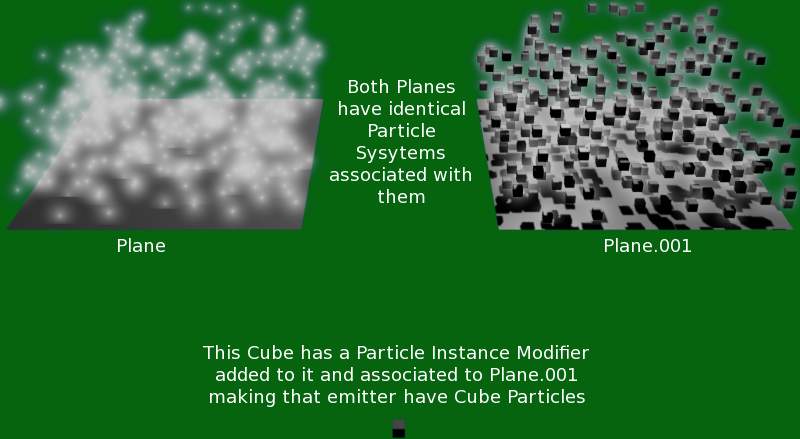 Both Planes
have identical
Particle
Sysytems
associated with
them
Plane
Plane.001
This Cube has a Particle Instance Modifier
added to it and associated to Plane.001
making that emitter have Cube Particles